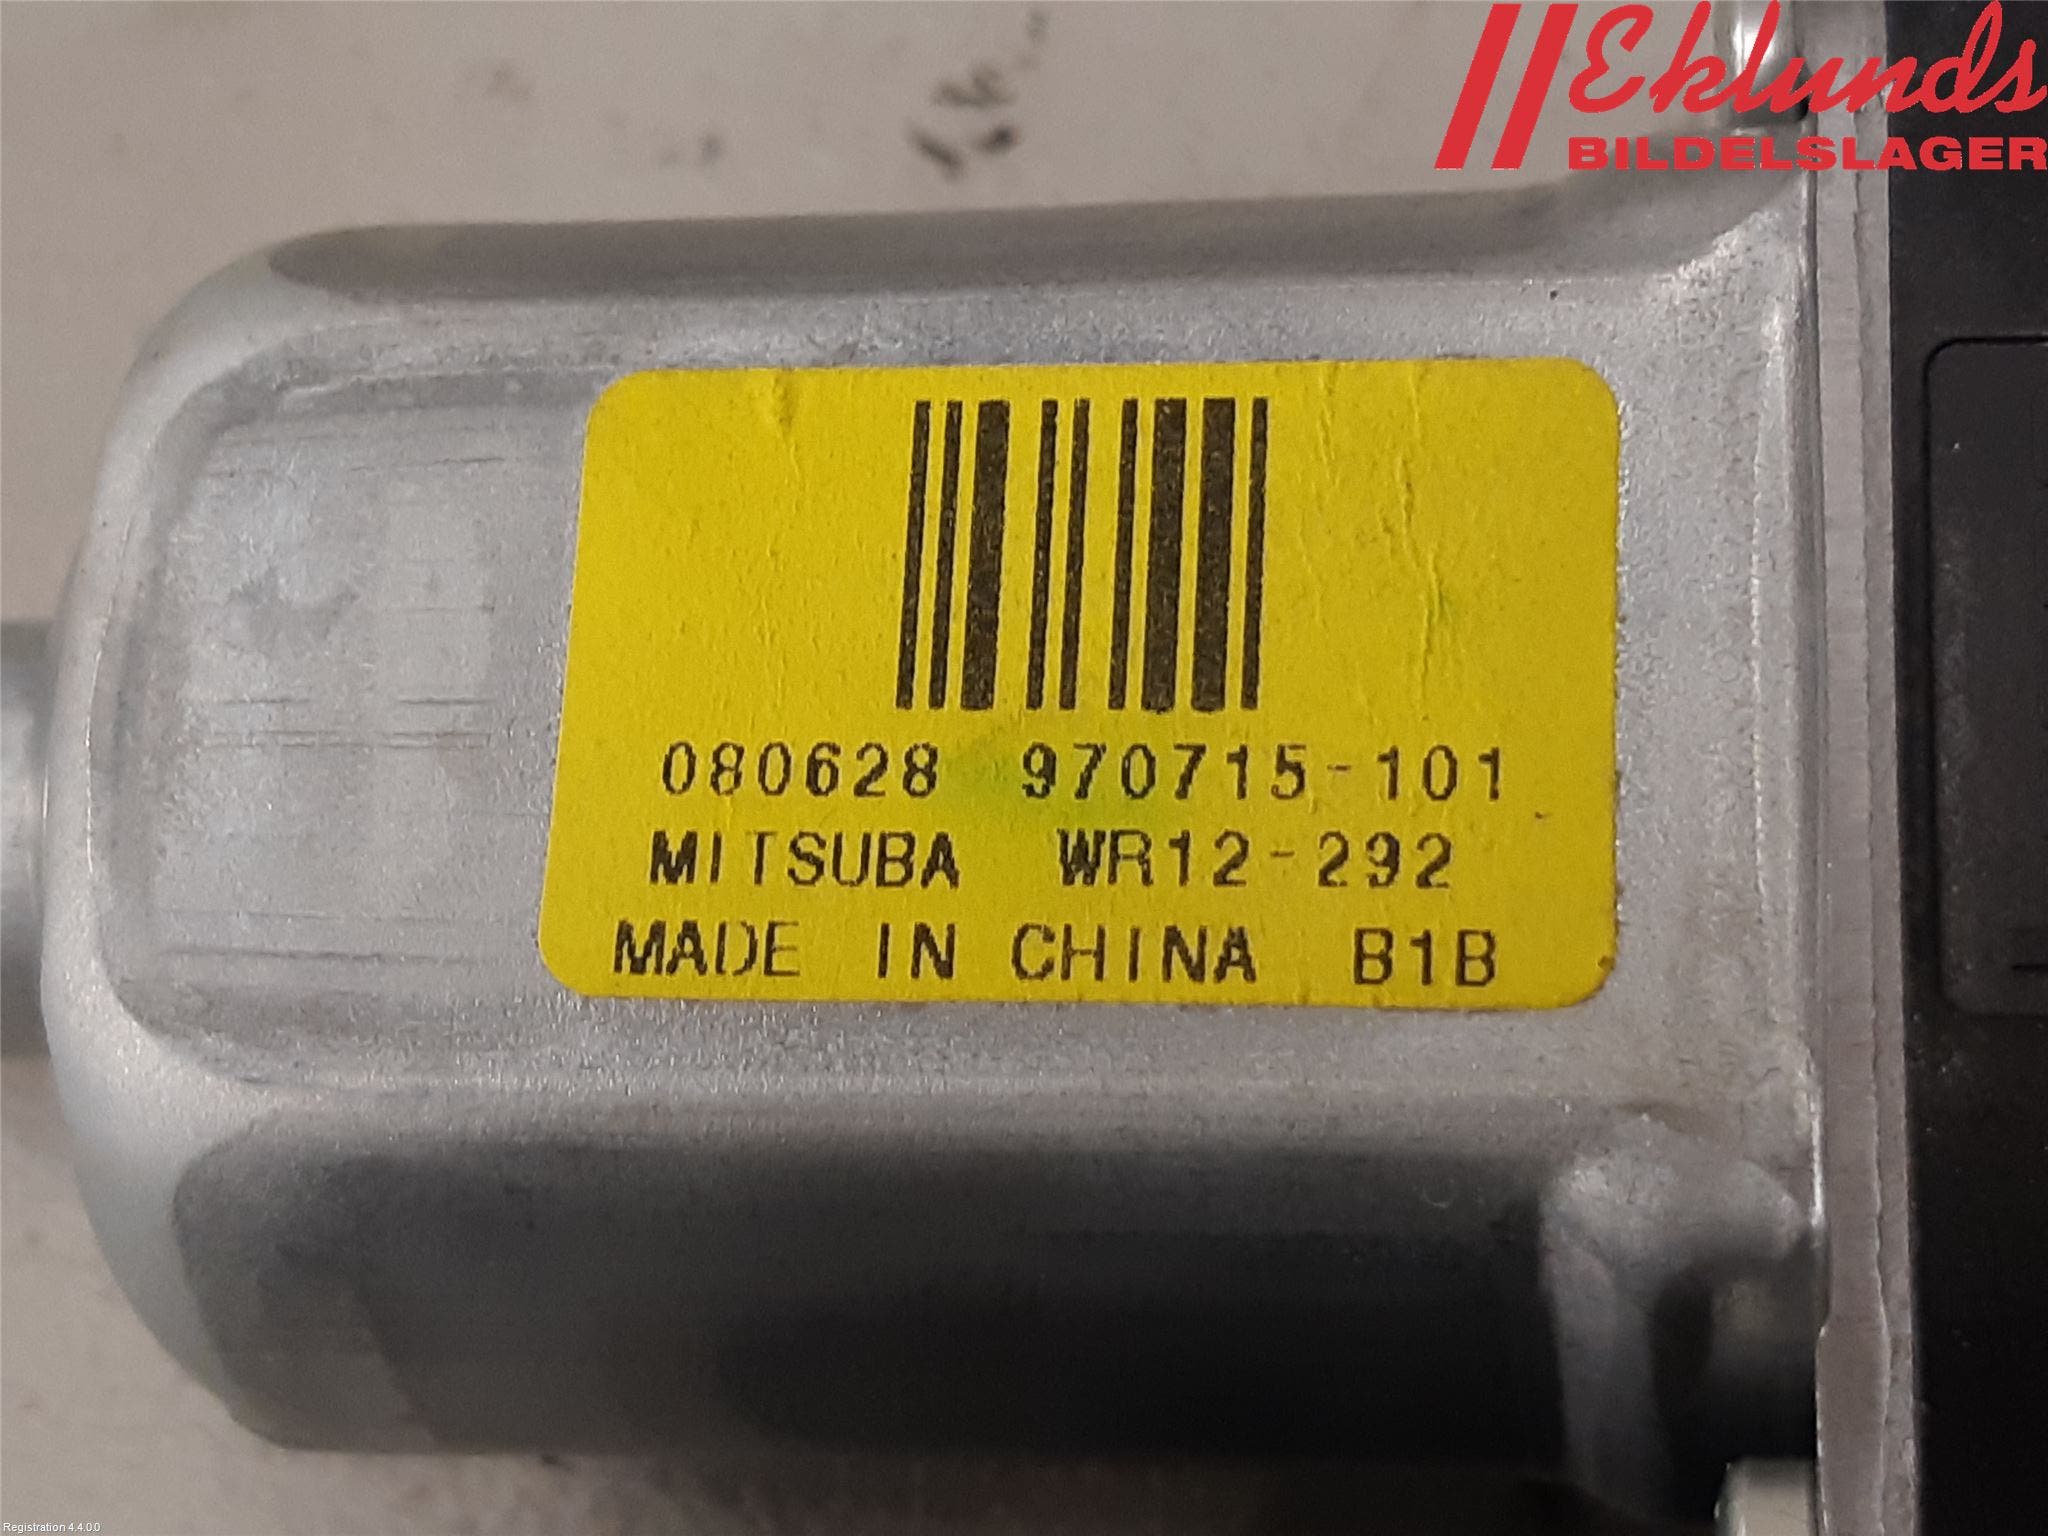 Eklunds
BILDELSLAGER
080628 970715-101
MITSUBA WR12-292
MADE IN CHINA B1B
Registration 4.4.0.0